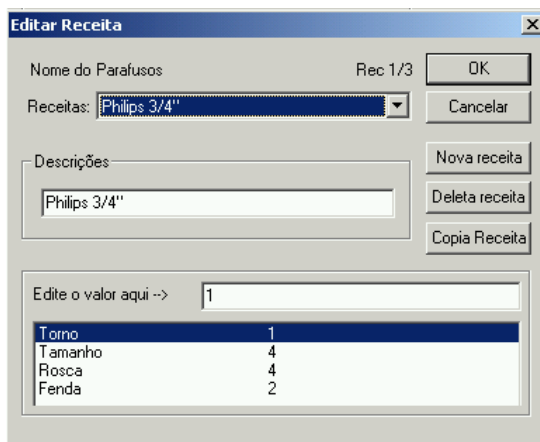 Editar Receita
Nome do Parafusos Rec 1/3 OK
Receitas: Philips 3/4" Cancelar
Nova receita
Descrições
Philips 3/4" Deleta receita
Copia Receita
Edite o valor aqui --> 1
Torno 1
Tamanho 4
Rosca 4
Fenda 2